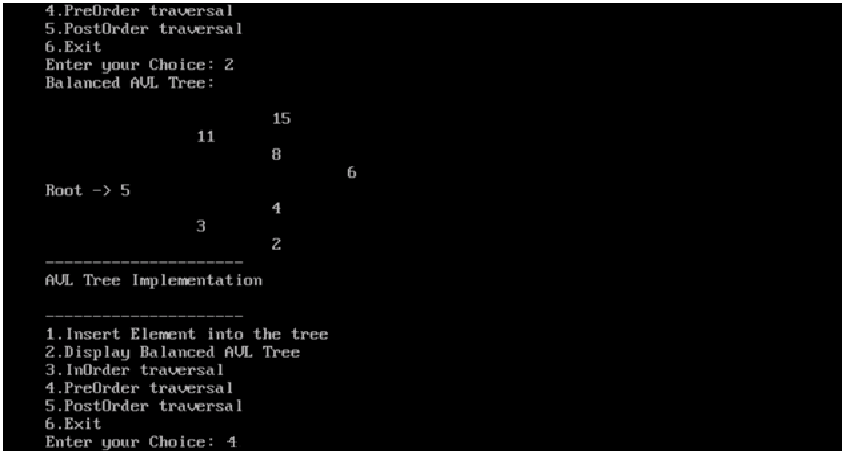 4.PreOrder traversal
5.PostOrder traversal
6.Exit
Enter your Choice: 2
Balanced AVL Tree:
15
11
8
6
Root -> 5
4
3
2
---------------------
AVL Tree Implementation
---------------------
1.Insert Element into the tree
2.Display Balanced AVL Tree
3.InOrder traversal
4.PreOrder traversal
5.PostOrder traversal
6.Exit
Enter your Choice: 4